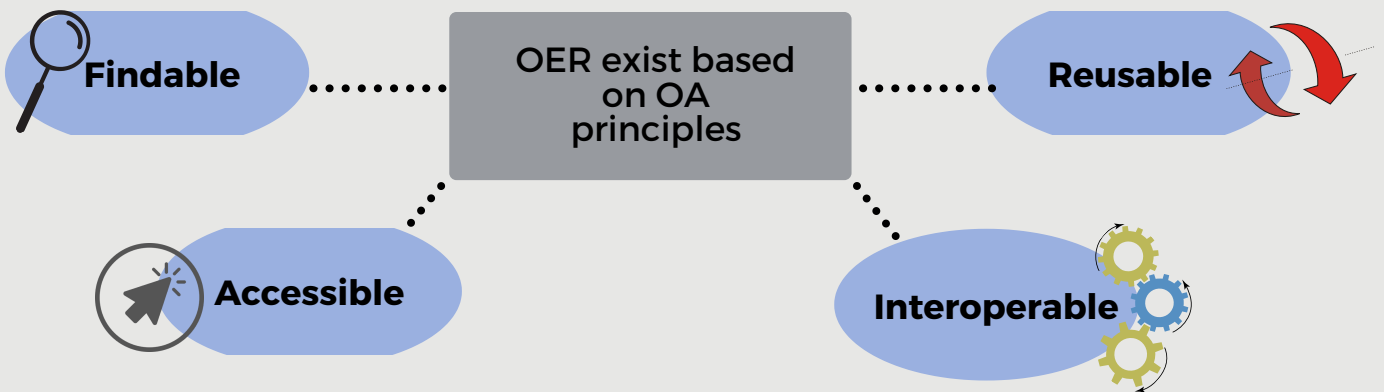 Findable
OER exist based
on OA
principles
Reusable
Accessible
Interoperable